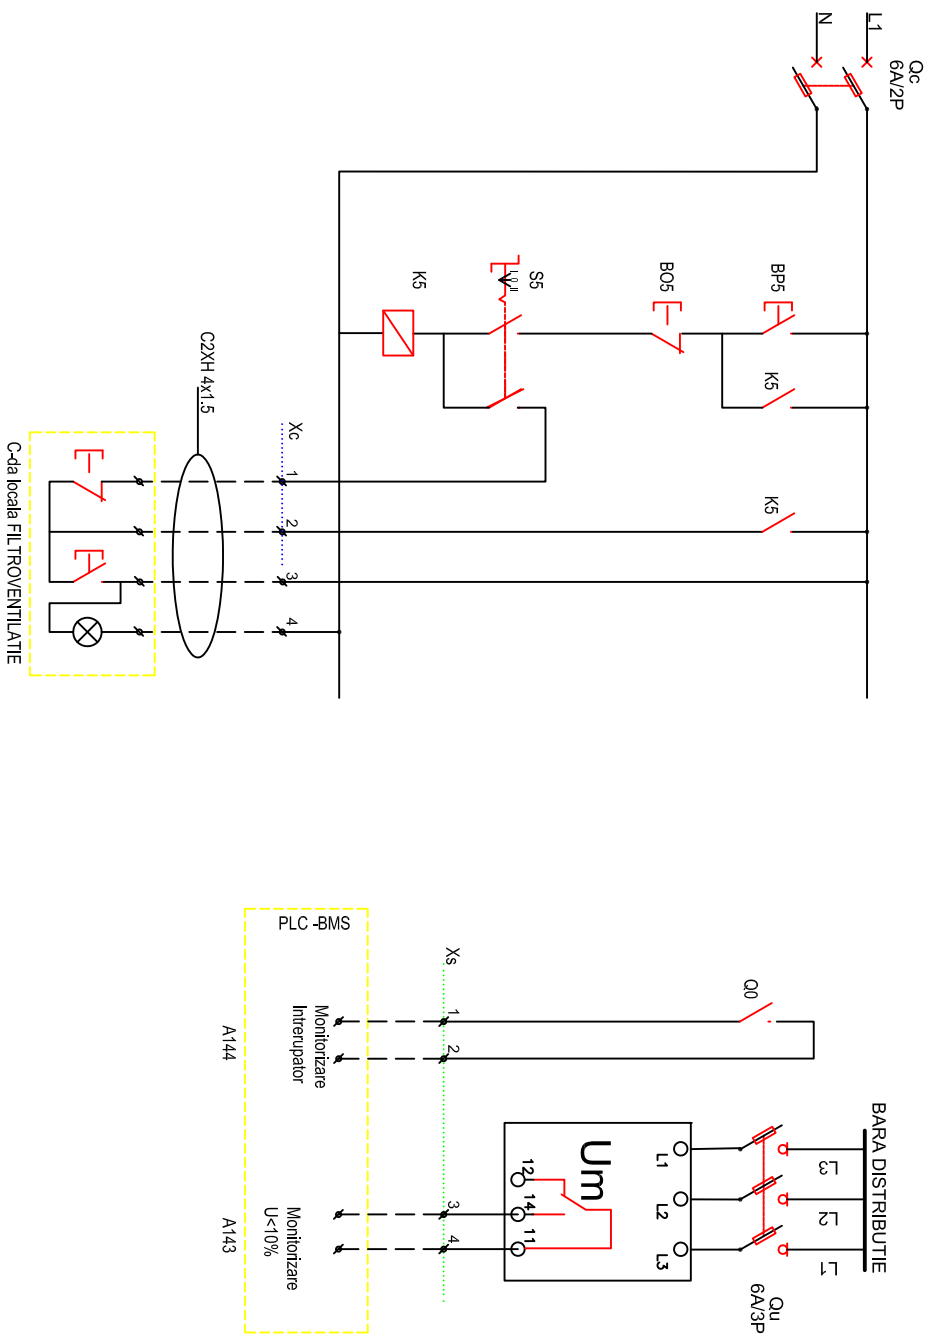 Qc
6A/2P
L1
N
BP5
K5
BO5
S5
I O II
K5
K5
C2XH 4x1.5
Xc
1
2
3
4
C-da locala FILTROVENTILATIE
BARA DISTRIBUTIE
L3
L2
L1
Qu
6A/3P
Q0
Um
L1
L2
L3
12
14
11
Xs
1
2
3
4
PLC -BMS
Monitorizare
Intrerupator
A144
Monitorizare
U<10%
A143